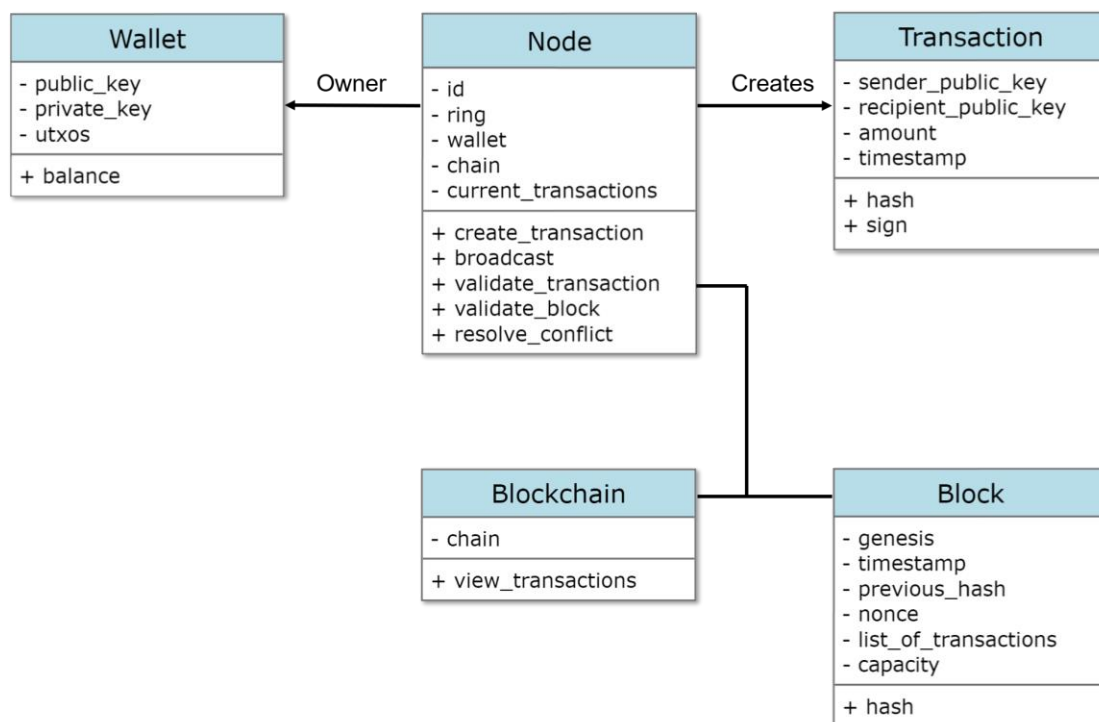 Wallet
- public_key
- private_key
- utxos
+ balance
Owner
Node
- id
- ring
- wallet
- chain
- current_transactions
+ create_transaction
+ broadcast
+ validate_transaction
+ validate_block
+ resolve_conflict
Creates
Transaction
- sender_public_key
- recipient_public_key
- amount
- timestamp
+ hash
+ sign
Blockchain
- chain
+ view_transactions
Block
- genesis
- timestamp
- previous_hash
- nonce
- list_of_transactions
- capacity
+ hash